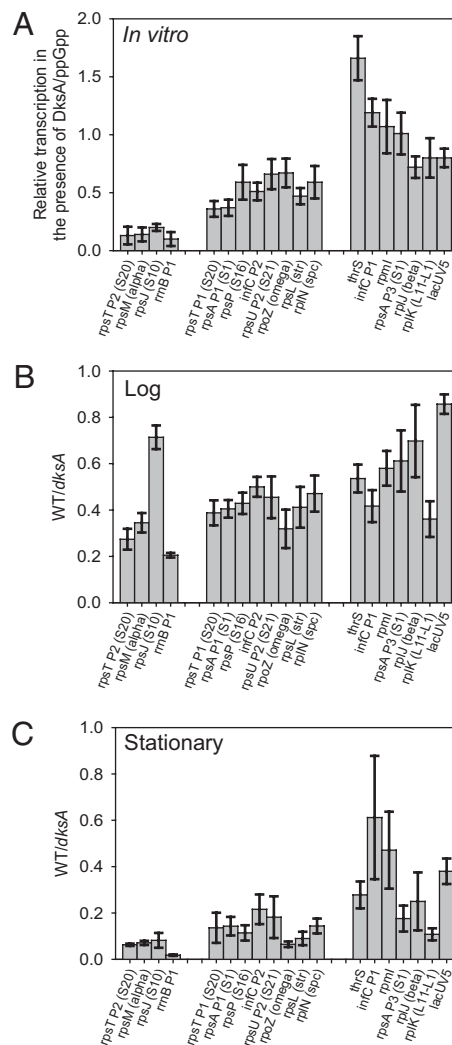 A
In vitro
Relative transcription in
the presence of DksA/ppGpp
2.0
1.5
1.0
0.5
0.0
rpsT P2 (S20)
rpsM (alpha)
rpsJ (S10)
rrnB P1
rpsT P1 (S20)
rpsA P1 (S1)
rpsP (S16)
infC P2
rpsU P2 (S21)
rpoZ (omega)
rpsL (str)
rplN (spc)
thrS
infC P1
rpmI
rpsA P3 (S1)
rplJ (beta)
rplK (L11-L1)
lacUV5
B
Log
WT/dksA
1.0
0.8
0.6
0.4
0.2
0.0
rpsT P2 (S20)
rpsM (alpha)
rpsJ (S10)
rrnB P1
rpsT P1 (S20)
rpsA P1 (S1)
rpsP (S16)
infC P2
rpsU P2 (S21)
rpoZ (omega)
rpsL (str)
rplN (spc)
thrS
infC P1
rpmI
rpsA P3 (S1)
rplJ (beta)
rplK (L11-L1)
lacUV5
C
Stationary
WT/dksA
1.0
0.8
0.6
0.4
0.2
0.0
rpsT P2 (S20)
rpsM (alpha)
rpsJ (S10)
rrnB P1
rpsT P1 (S20)
rpsA P1 (S1)
rpsP (S16)
infC P2
rpsU P2 (S21)
rpoZ (omega)
rpsL (str)
rplN (spc)
thrS
infC P1
rpmI
rpsA P3 (S1)
rplJ (beta)
rplK (L11-L1)
lacUV5